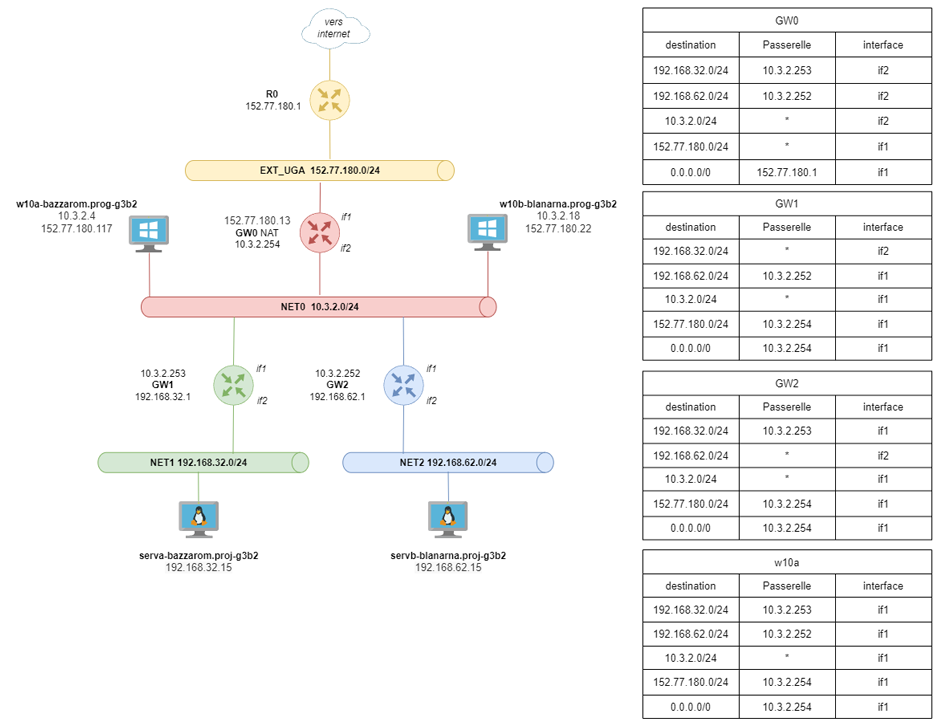 vers
internet
R0
152.77.180.1
EXT_UGA 152.77.180.0/24
w10a-bazzarom.prog-g3b2
10.3.2.4
152.77.180.117
152.77.180.13
GW0 NAT
10.3.2.254
if1
if2
w10b-blanarna.prog-g3b2
10.3.2.18
152.77.180.22
NET0 10.3.2.0/24
10.3.2.253
GW1
192.168.32.1
if1
if2
10.3.2.252
GW2
192.168.62.1
if1
if2
NET1 192.168.32.0/24
NET2 192.168.62.0/24
serva-bazzarom.proj-g3b2
192.168.32.15
servb-blanarna.proj-g3b2
192.168.62.15
GW0
destination Passerelle interface
192.168.32.0/24 10.3.2.253 if2
192.168.62.0/24 10.3.2.252 if2
10.3.2.0/24 * if2
152.77.180.0/24 * if1
0.0.0.0/0 152.77.180.1 if1
GW1
destination Passerelle interface
192.168.32.0/24 * if2
192.168.62.0/24 10.3.2.252 if1
10.3.2.0/24 * if1
152.77.180.0/24 10.3.2.254 if1
0.0.0.0/0 10.3.2.254 if1
GW2
destination Passerelle interface
192.168.32.0/24 10.3.2.253 if1
192.168.62.0/24 * if2
10.3.2.0/24 * if1
152.77.180.0/24 10.3.2.254 if1
0.0.0.0/0 10.3.2.254 if1
w10a
destination Passerelle interface
192.168.32.0/24 10.3.2.253 if1
192.168.62.0/24 10.3.2.252 if1
10.3.2.0/24 * if1
152.77.180.0/24 10.3.2.254 if1
0.0.0.0/0 10.3.2.254 if1